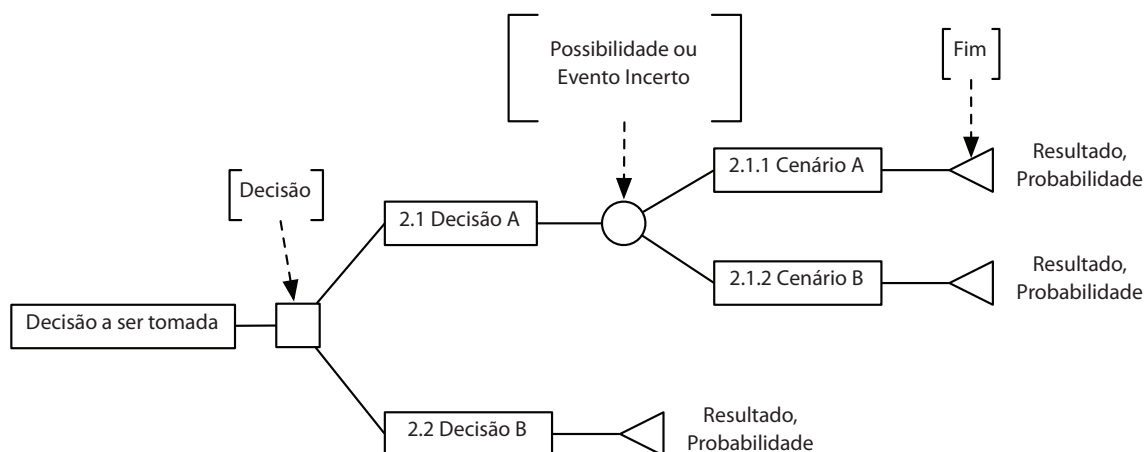 Possibilidade ou
Evento Incerto
Fim
Resultado,
Probabilidade
2.1.1 Cenário A
Decisão
2.1 Decisão A
2.1.2 Cenário B
Resultado,
Probabilidade
Decisão a ser tomada
2.2 Decisão B
Resultado,
Probabilidade